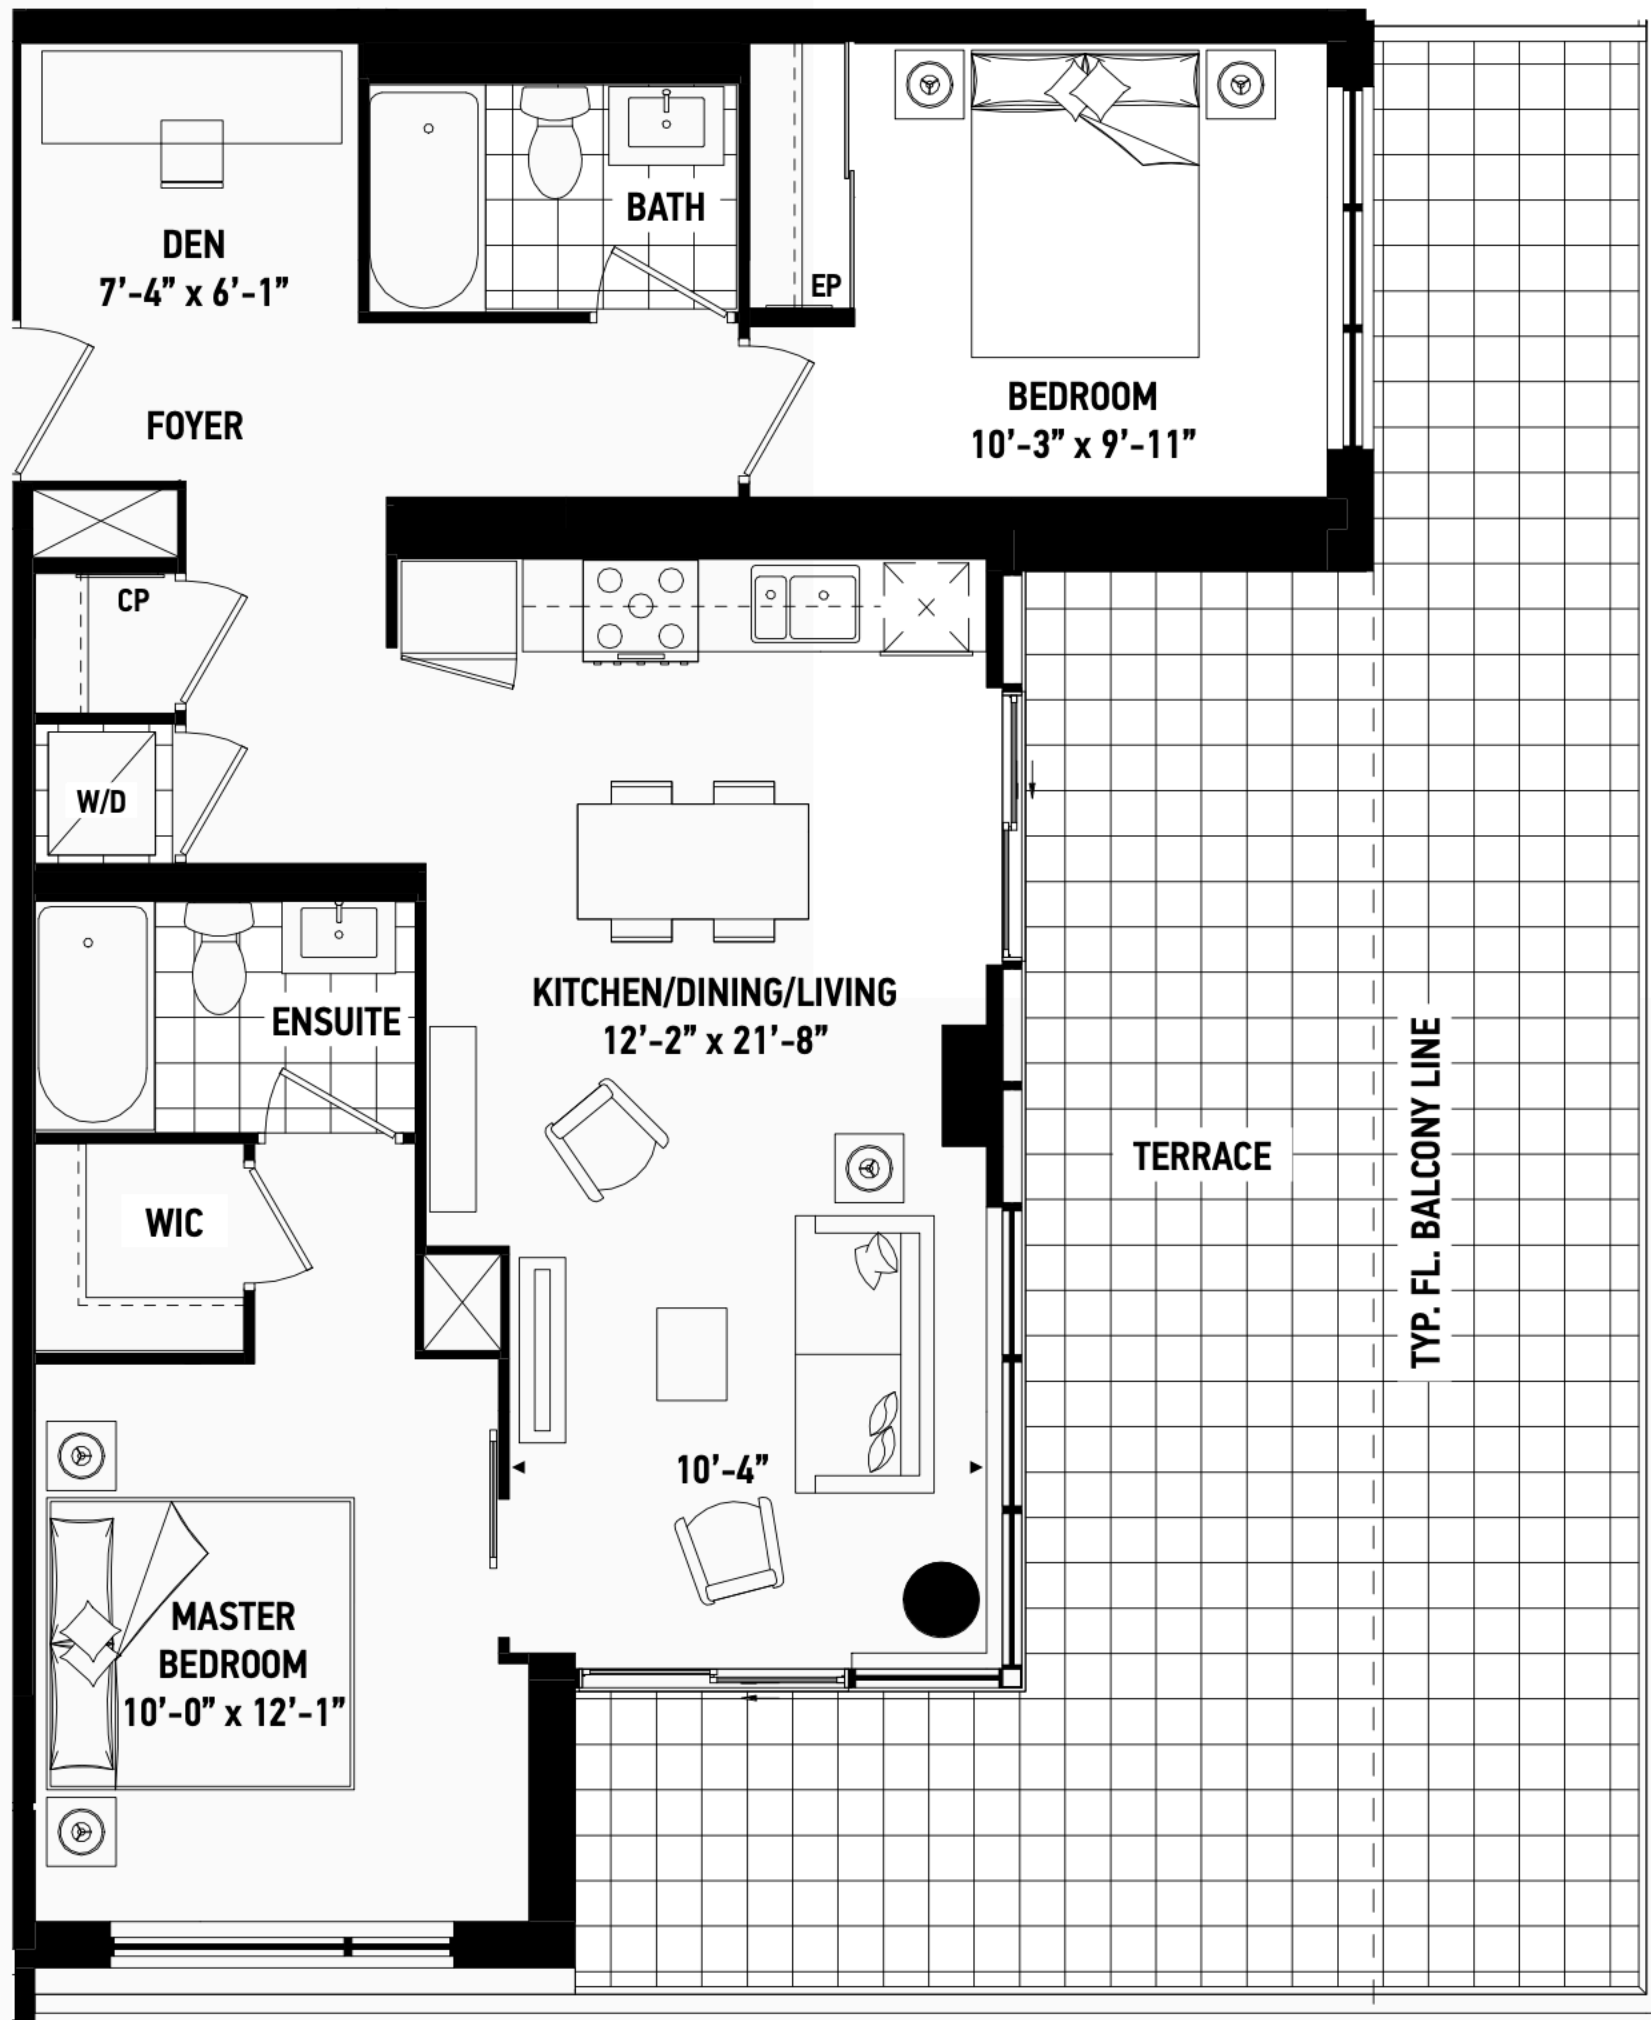 DEN
7'-4" x 6'-1"
BATH
EP
BEDROOM
10'-3" x 9'-11"
FOYER
CP
W/D
KITCHEN/DINING/LIVING
12'-2" x 21'-8"
ENSUITE
WIC
TERRACE
TYP. FL. BALCONY LINE
10'-4"
MASTER
BEDROOM
10'-0" x 12'-1"